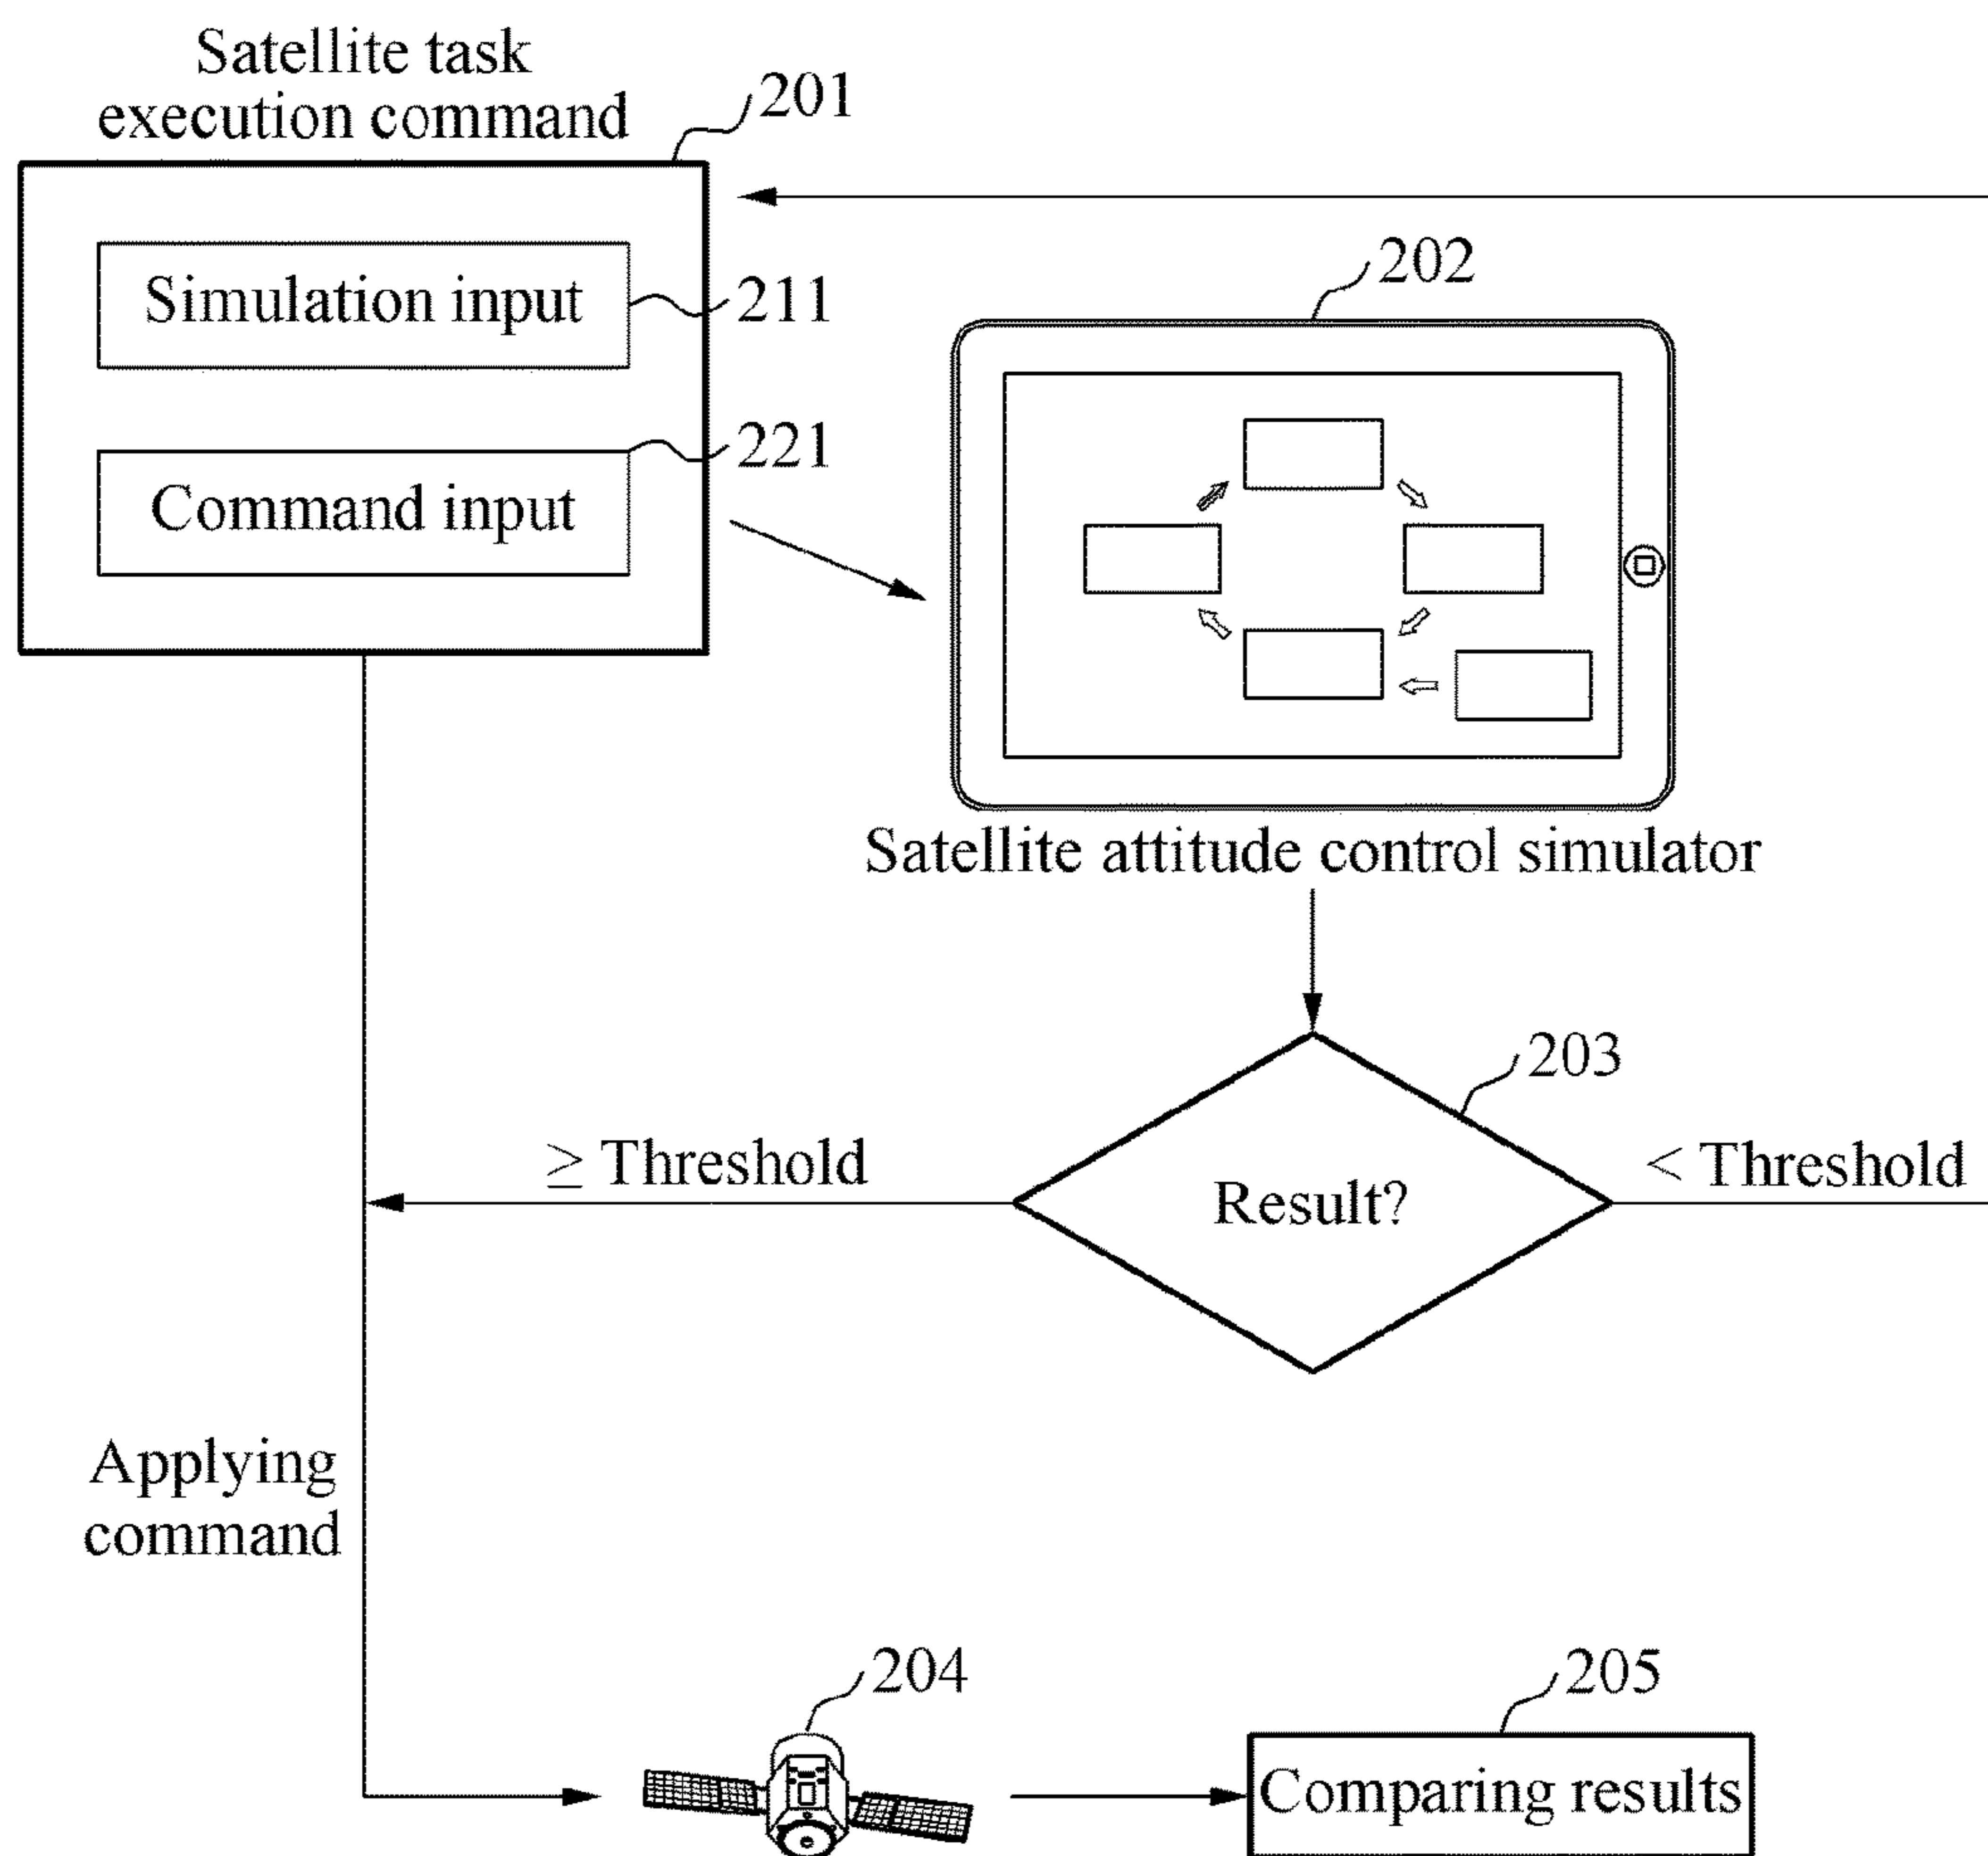 Satellite task
execution command
201
Simulation input
211
202
Command input
221
Satellite attitude control simulator
203
≥ Threshold
Result?
< Threshold
Applying
command
204
205
Comparing results